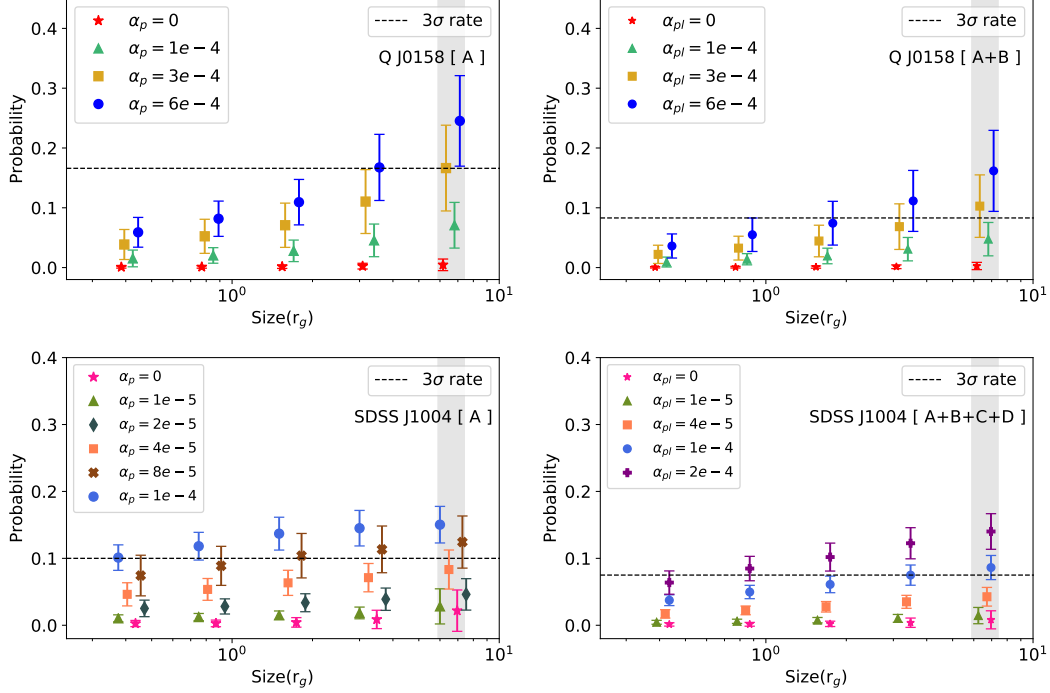 0.4
0.3
0.2
0.1
0.0
Probability
α_p = 0
α_p = 1e−4
α_p = 3e−4
α_p = 6e−4
3σ rate
Q J0158 [ A ]
10^0
10^1
Size(r_g)
0.4
0.3
0.2
0.1
0.0
Probability
α_pl = 0
α_pl = 1e−4
α_pl = 3e−4
α_pl = 6e−4
3σ rate
Q J0158 [ A+B ]
10^0
10^1
Size(r_g)
0.4
0.3
0.2
0.1
0.0
Probability
α_p = 0
α_p = 1e−5
α_p = 2e−5
α_p = 4e−5
α_p = 8e−5
α_p = 1e−4
3σ rate
SDSS J1004 [ A ]
10^0
10^1
Size(r_g)
0.4
0.3
0.2
0.1
0.0
Probability
α_pl = 0
α_pl = 1e−5
α_pl = 4e−5
α_pl = 1e−4
α_pl = 2e−4
3σ rate
SDSS J1004 [ A+B+C+D ]
10^0
10^1
Size(r_g)